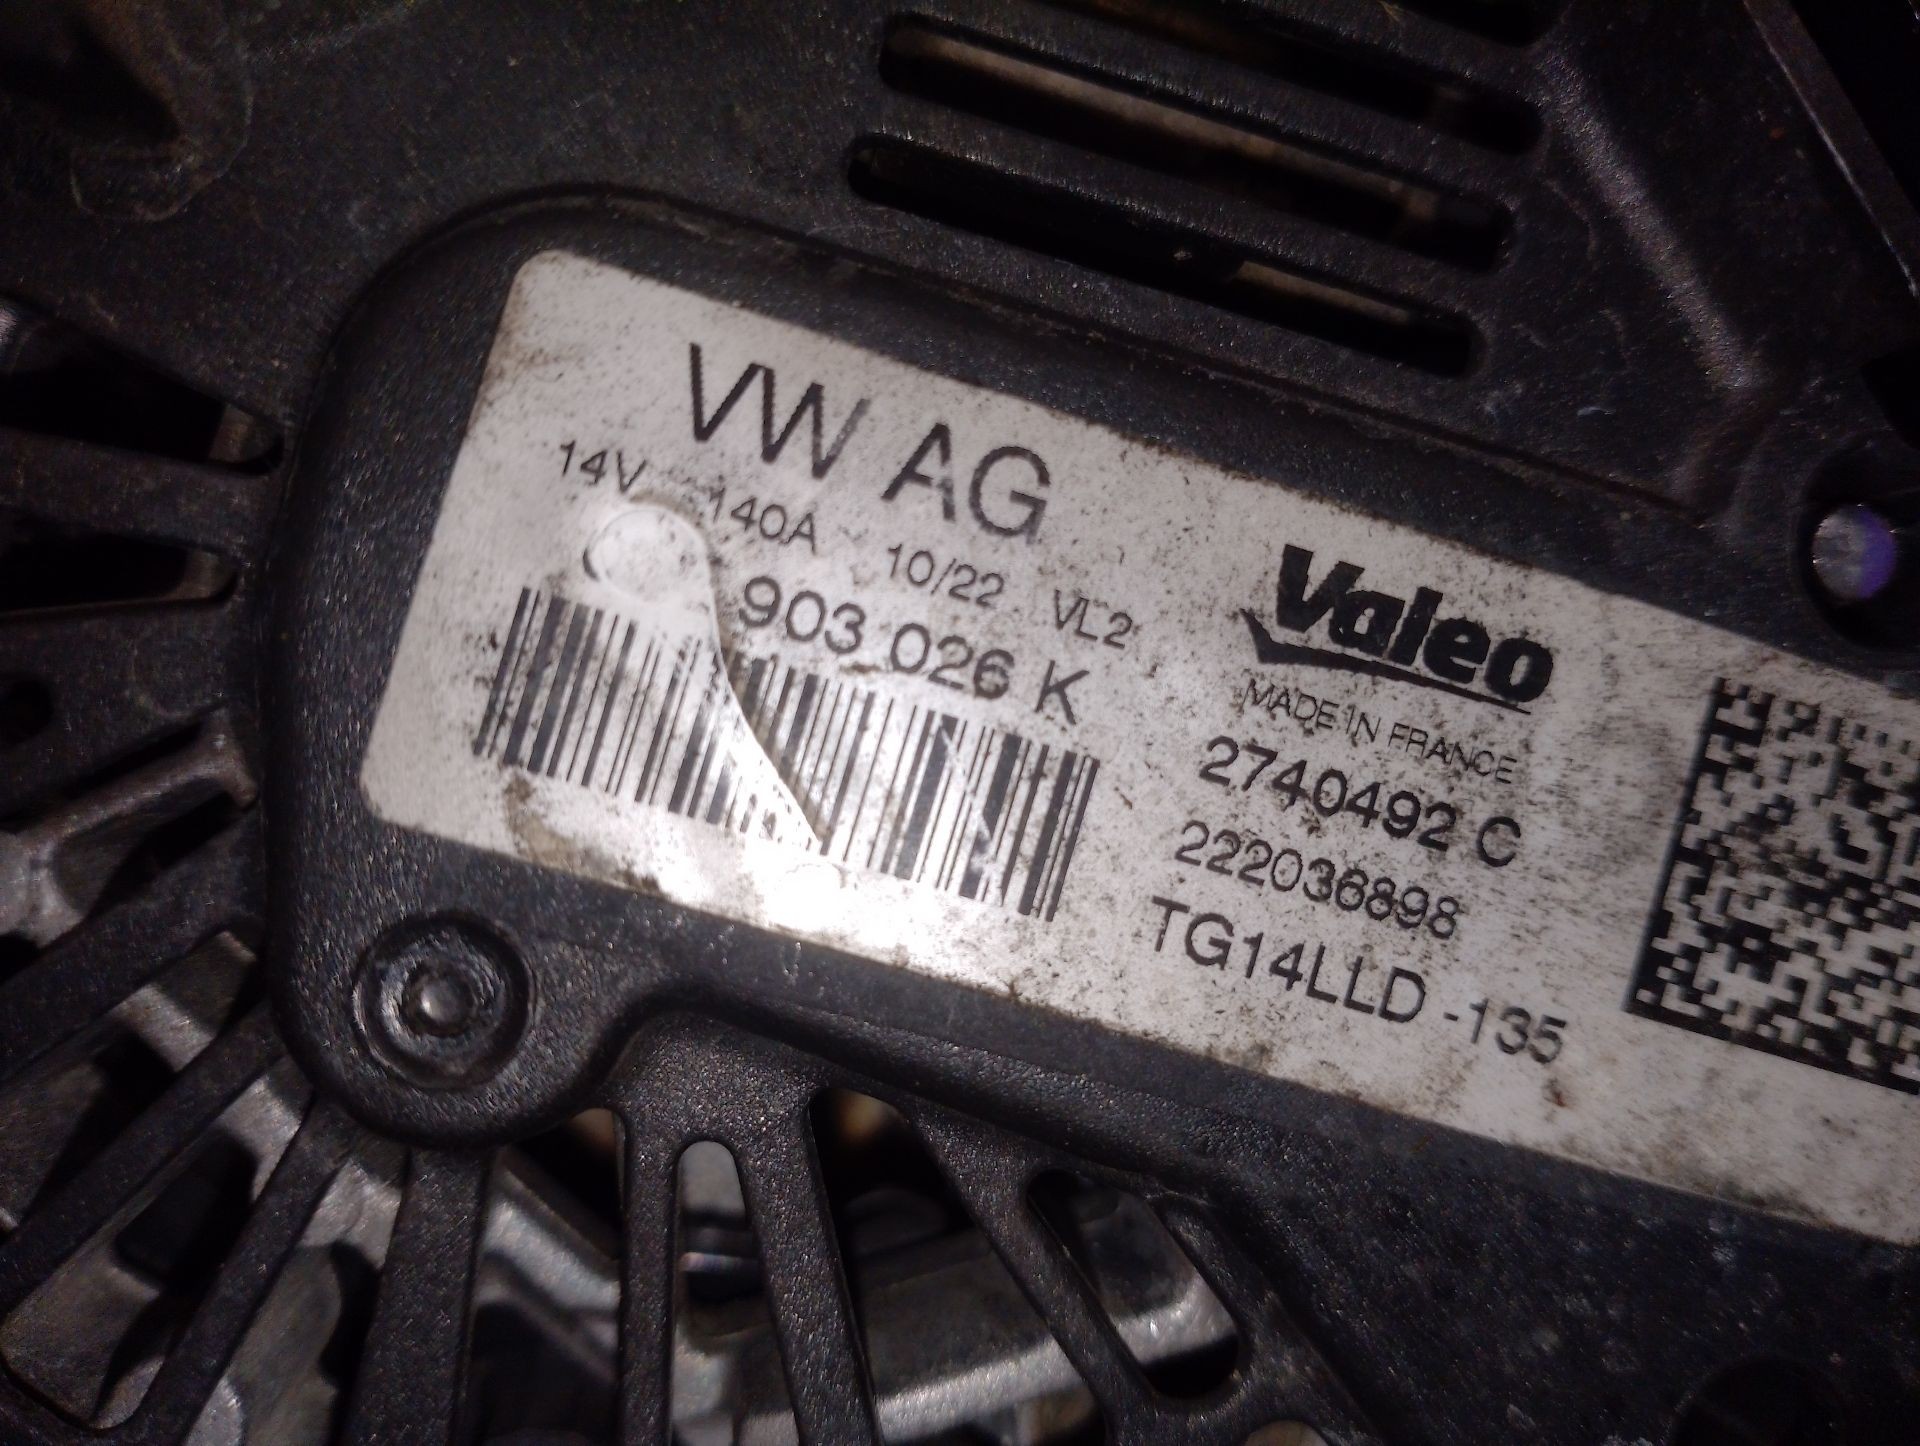 VW AG
14V 140A 10/22 VL2
903 026 K
Valeo
MADE IN FRANCE
2740492 C
222036898
TG14LLD -135